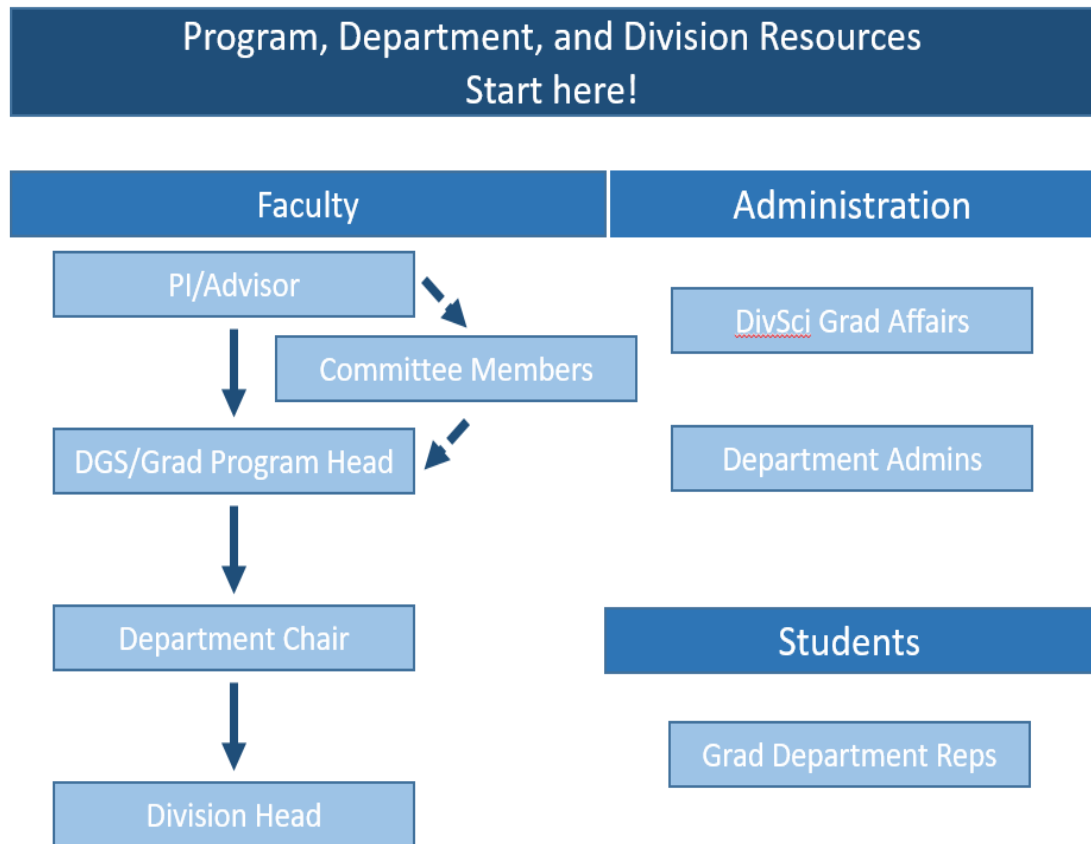 Program, Department, and Division Resources
Start here!
Faculty
PI/Advisor
Committee Members
DGS/Grad Program Head
Department Chair
Division Head
Administration
DivSci Grad Affairs
Department Admins
Students
Grad Department Reps